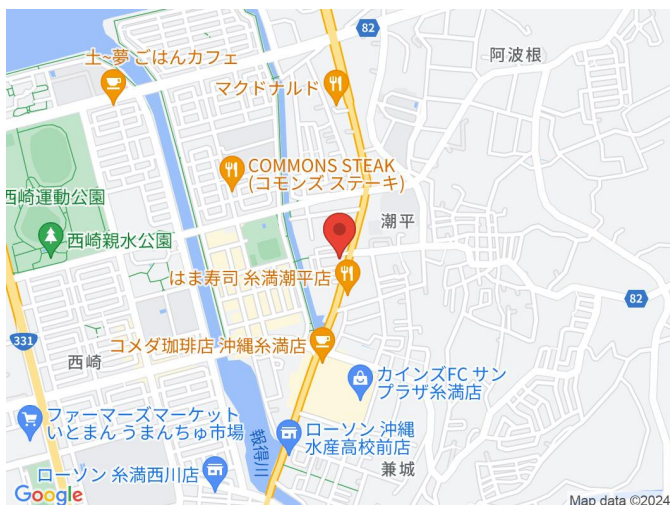 82
土~夢 ごはんカフェ
阿波根
マクドナルド
COMMONS STEAK
(コモンズ ステーキ)
西崎運動公園
潮平
西崎親水公園
はま寿司 糸満潮平店
82
331
コメダ珈琲店 沖縄糸満店
西崎
カインズFC サン
プラザ糸満店
ファーマーズマーケット
いとまん うまんちゅ市場
ローソン 沖縄
水産高校前店
報得川
兼城
ローソン 糸満西川店
Google
Map data ©2024